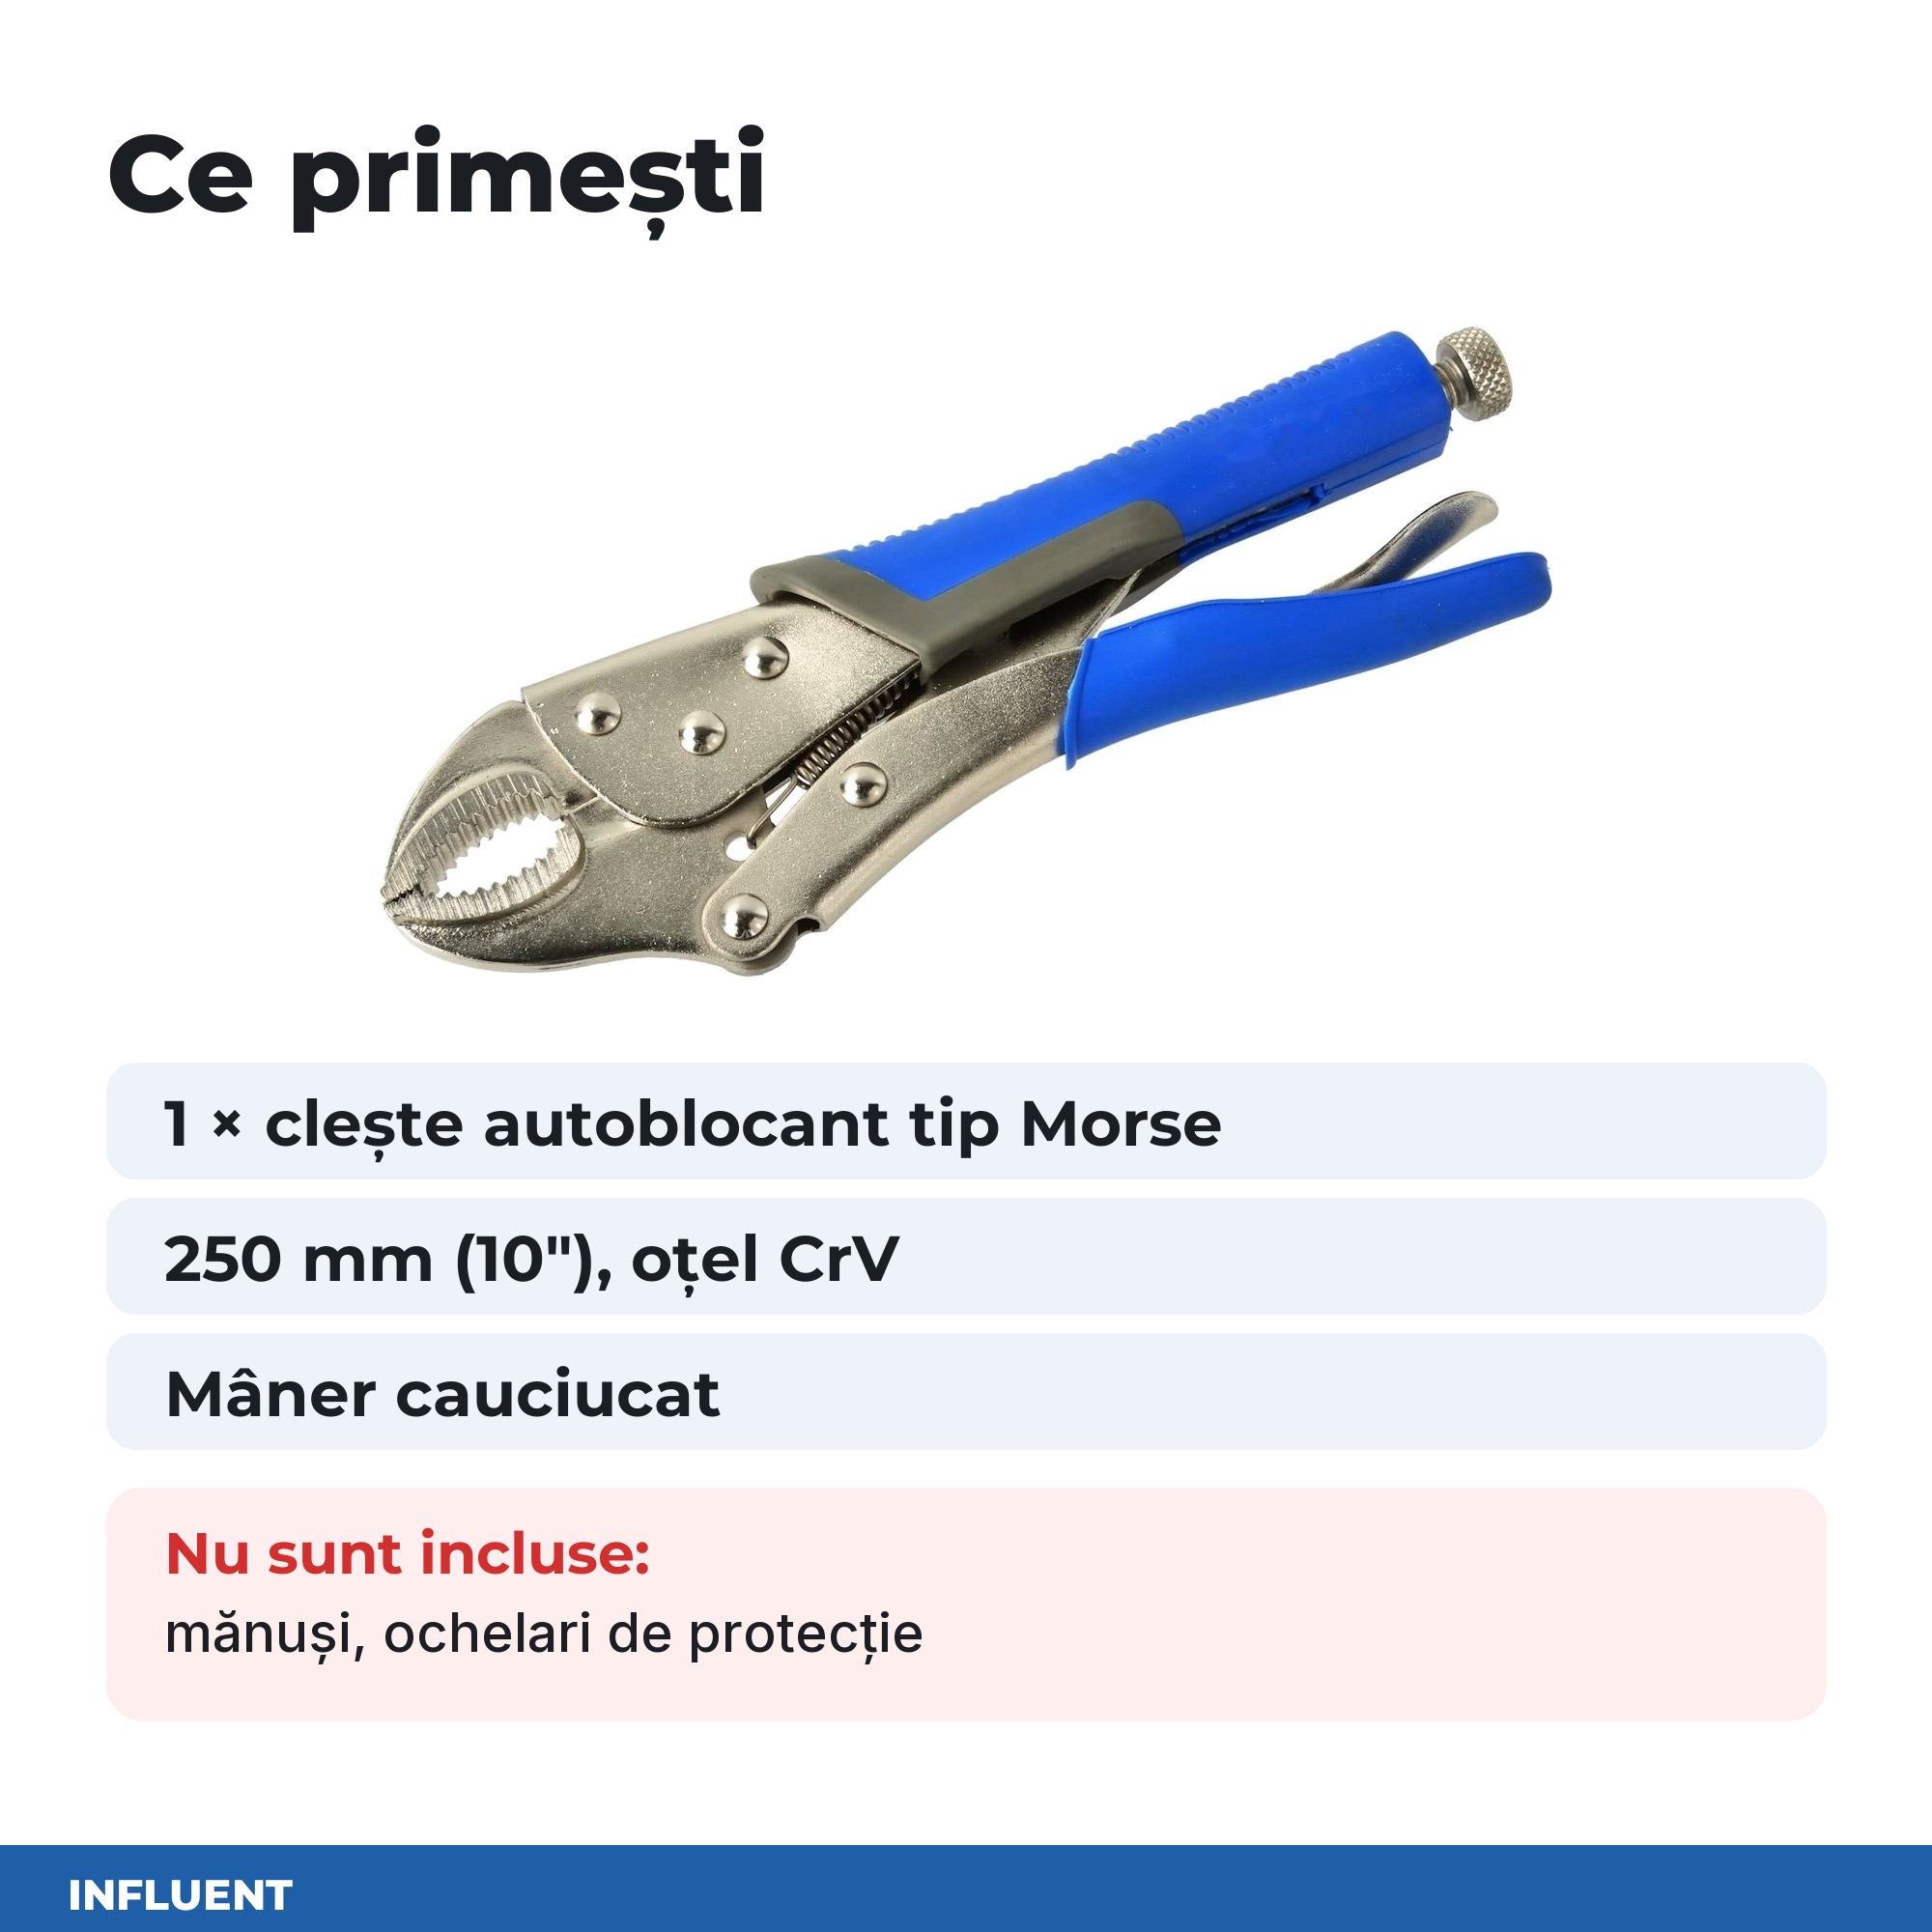 Ce primești
1 × clește autoblocant tip Morse
250 mm (10"), oțel CrV
Mâner cauciucat
Nu sunt incluse:
mănuși, ochelari de protecție
INFLUENT